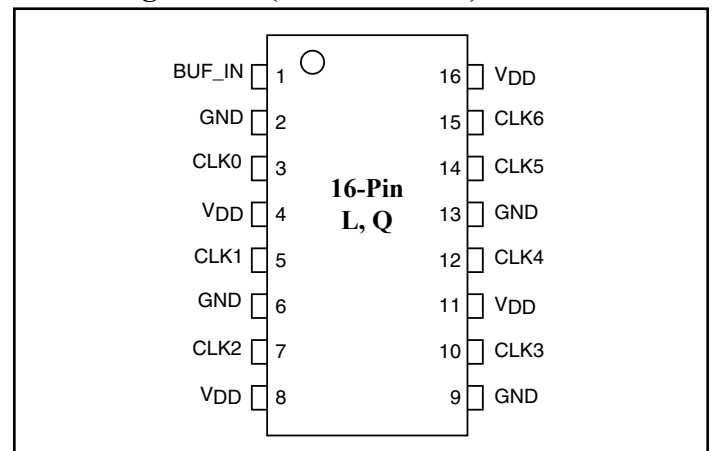 BUF_IN 1 16 VDD
GND 2 15 CLK6
CLK0 3 14 CLK5
16-Pin
L, Q
VDD 4 13 GND
CLK1 5 12 CLK4
GND 6 11 VDD
CLK2 7 10 CLK3
VDD 8 9 GND